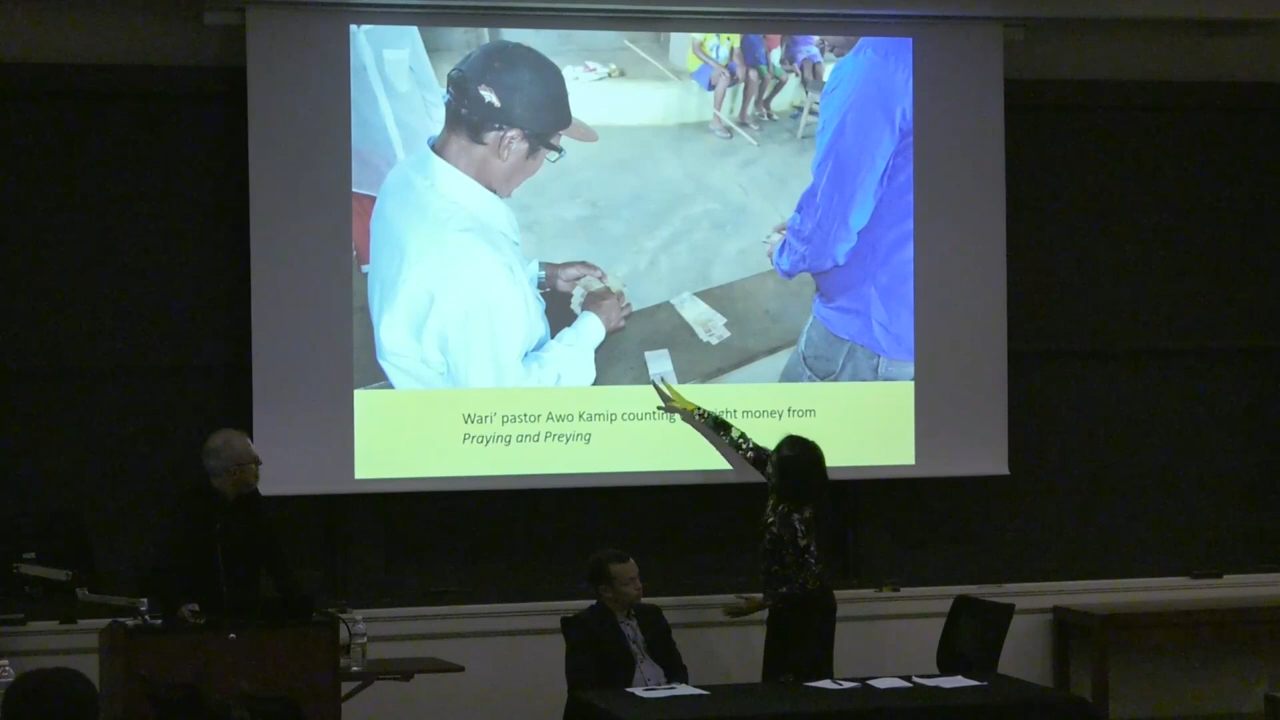 Wari' pastor Awo Kamip counting money from
Praying and Preying